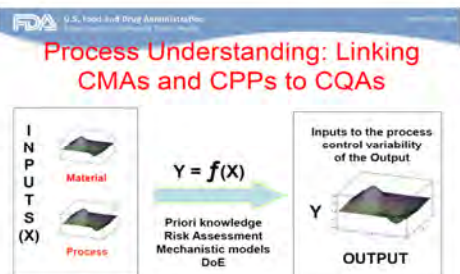 FDA U.S. Food and Drug Administration
Process Understanding: Linking
CMAs and CPPs to CQAs
INPUTS (X)
Material
Process
Y = f(X)
Priori knowledge
Risk Assessment
Mechanistic models
DoE
Inputs to the process
control variability
of the Output
Y
OUTPUT